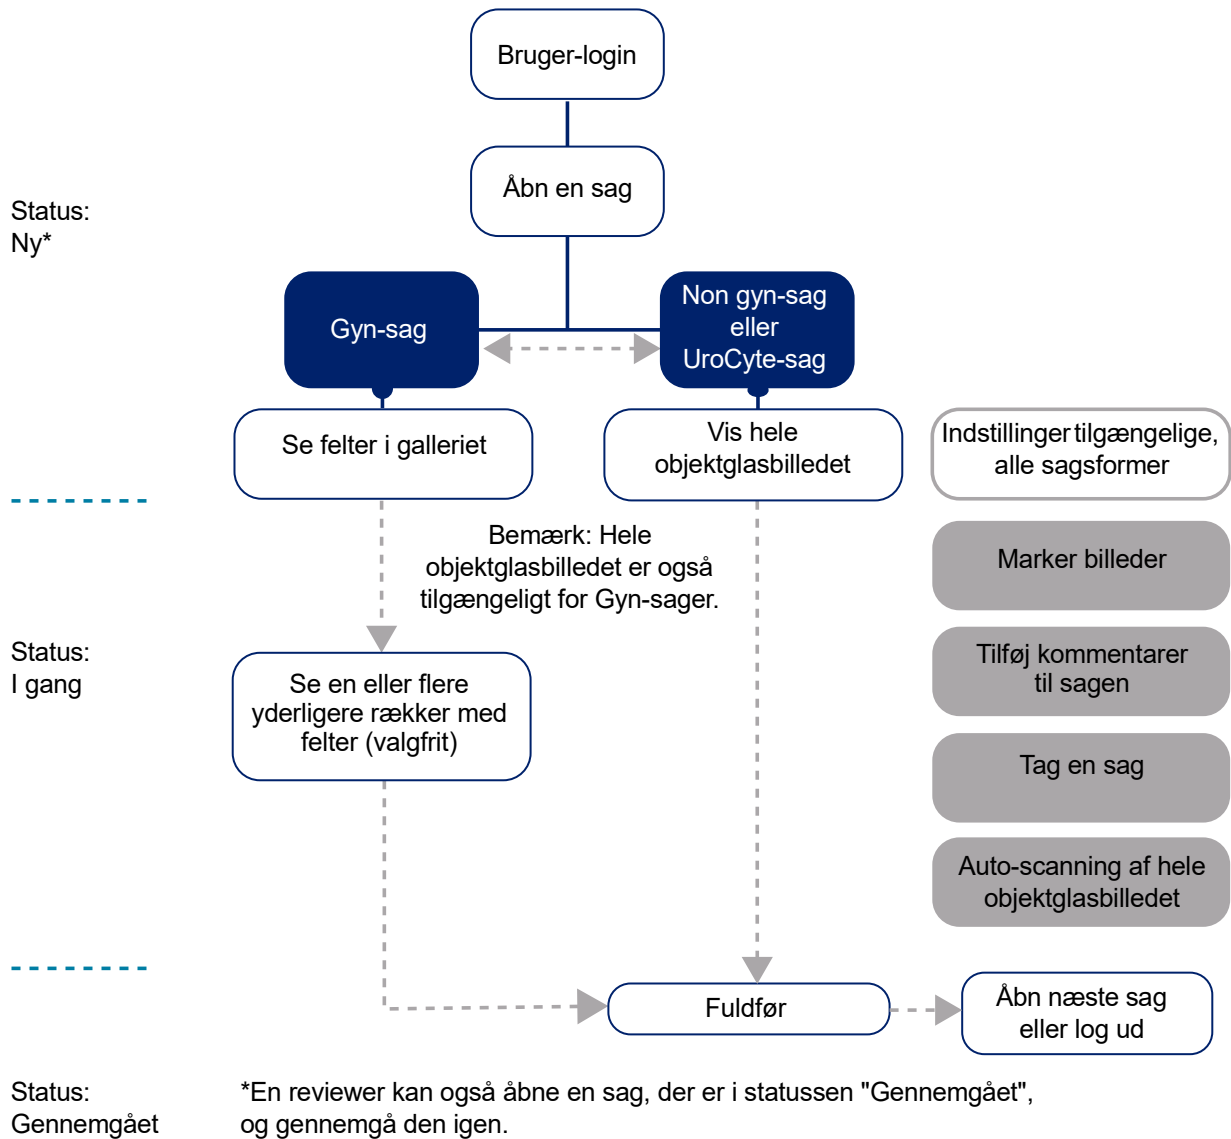 Bruger-login
Åbn en sag
Status:
Ny*
Gyn-sag
Non gyn-sag
eller
UroCyte-sag
Se felter i galleriet
Vis hele
objektglasbilledet
Indstillinger tilgængelige,
alle sagsformer
Bemærk: Hele
objektglasbilledet er også
tilgængeligt for Gyn-sager.
Marker billeder
Status:
I gang
Se en eller flere
yderligere rækker med
felter (valgfrit)
Tilføj kommentarer
til sagen
Tag en sag
Auto-scanning af hele
objektglasbilledet
Fuldfør
Åbn næste sag
eller log ud
Status:
Gennemgået
*En reviewer kan også åbne en sag, der er i statussen "Gennemgået",
og gennemgå den igen.